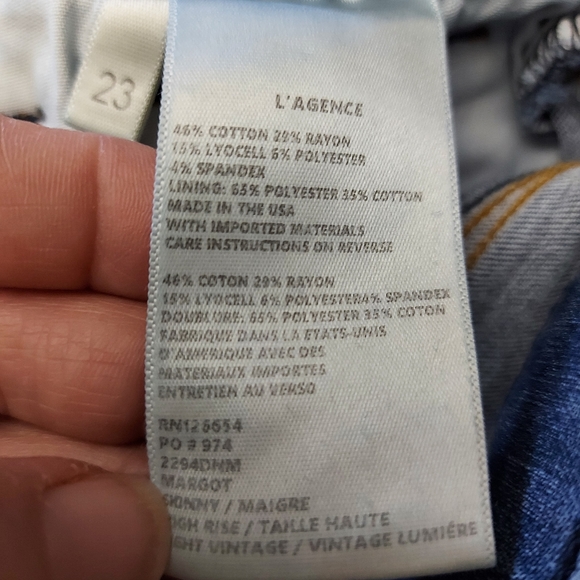 23
L'AGENCE
46% COTTON 29% RAYON
15% LYOCELL 6% POLYESTER
4% SPANDEX
LINING: 65% POLYESTER 35% COTTON
MADE IN THE USA
WITH IMPORTED MATERIALS
CARE INSTRUCTIONS ON REVERSE
46% COTON 29% RAYON
15% LYOCELL 6% POLYESTER4% SPANDEX
DOUBLURE: 65% POLYESTER 35% COTON
FABRIQUE DANS LA ETATS-UNIS
D'AMERIQUE AVEC DES
MATERIAUX IMPORTES
ENTRETIEN AU VERSO
RN125654
PO # 974
2294DNM
MARGOT
SKINNY / MAIGRE
HIGH RISE / TAILLE HAUTE
VINTAGE / VINTAGE LUMIÉRE